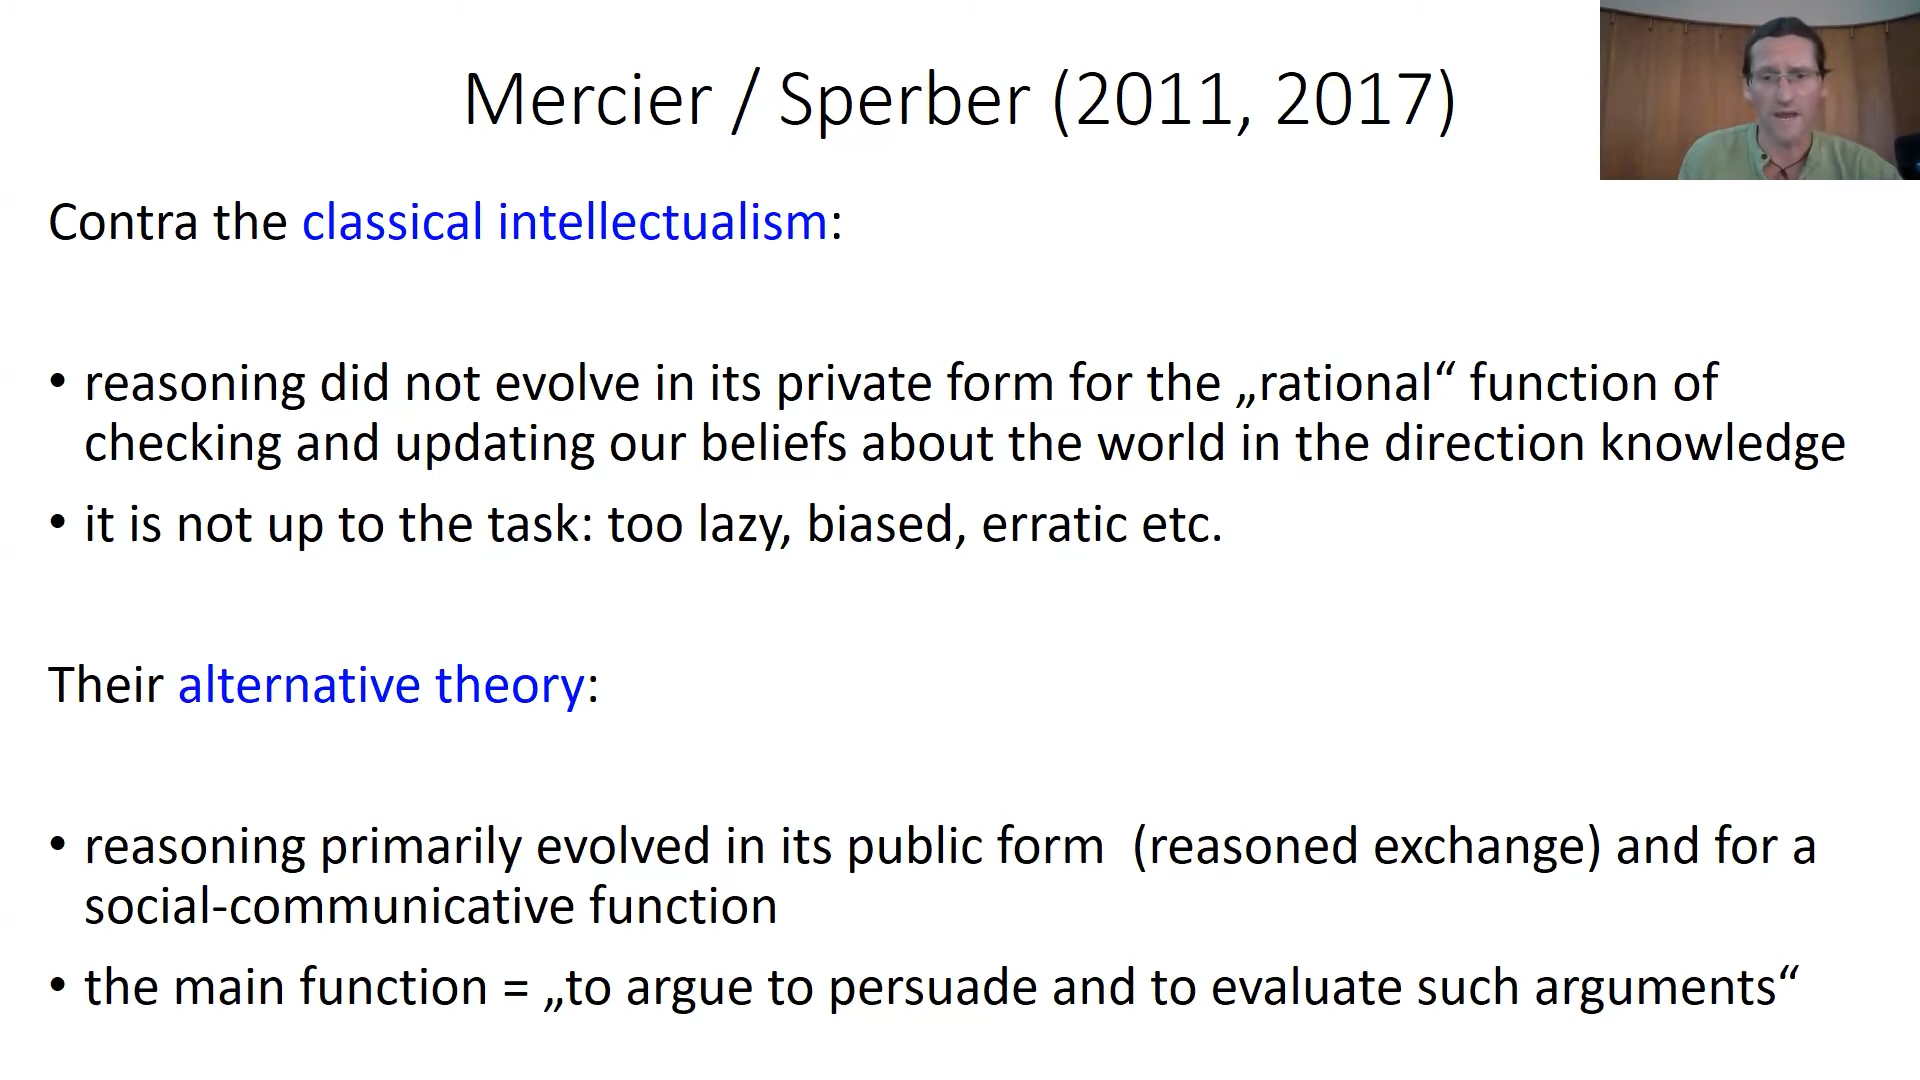 Mercier / Sperber (2011, 2017)
Contra the classical intellectualism:
• reasoning did not evolve in its private form for the „rational“ function of
checking and updating our beliefs about the world in the direction knowledge
• it is not up to the task: too lazy, biased, erratic etc.
Their alternative theory:
• reasoning primarily evolved in its public form  (reasoned exchange) and for a
social-communicative function
• the main function = „to argue to persuade and to evaluate such arguments“